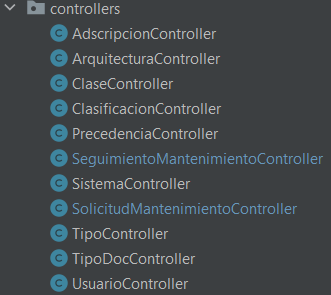 controllers
AdscripcionController
ArquitecturaController
ClaseController
ClasificacionController
PrecedenciaController
SeguimientoMantenimientoController
SistemaController
SolicitudMantenimientoController
TipoController
TipoDocController
UsuarioController